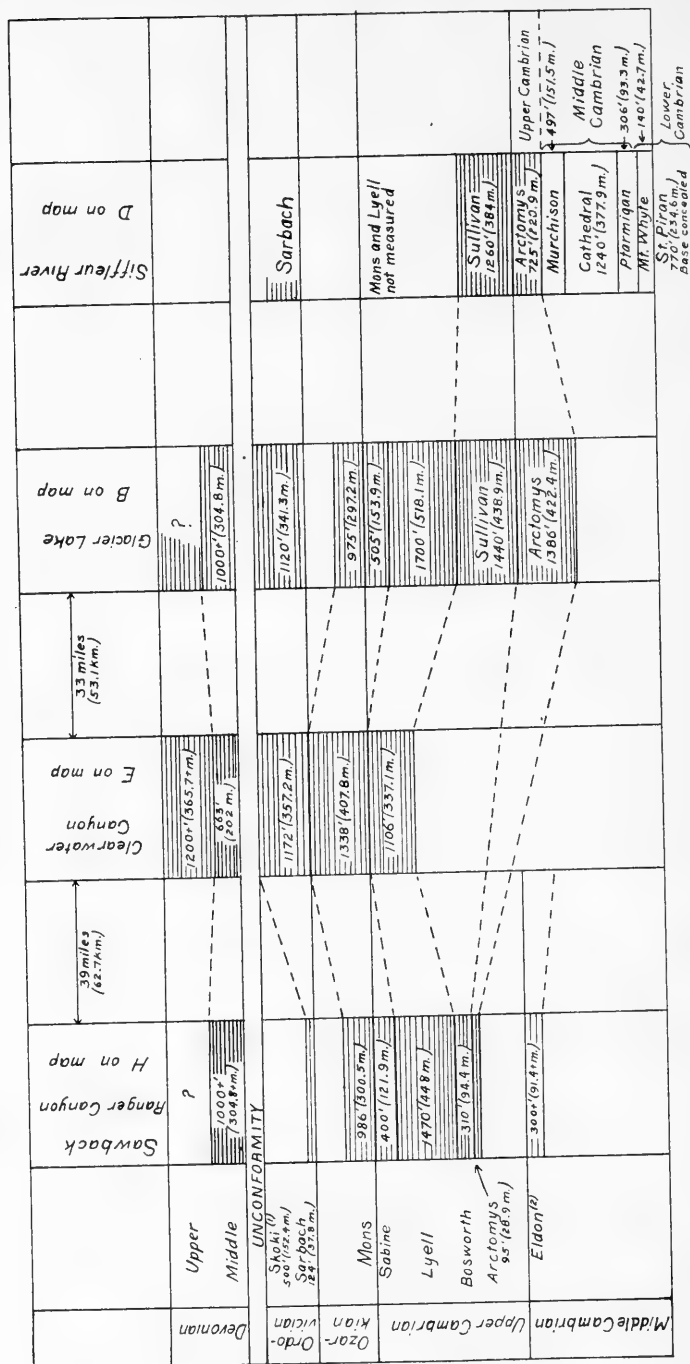 Devonian
Ordo-
vician
Ozar-
kian
Upper Cambrian
Middle Cambrian
Upper
Middle
UNCONFORMITY
Skoki (1)
500'(152.4m.)
Sarbach
124'(37.8m.)
Mons
Sabine
Lyell
Bosworth
Arctomys
95'(28.9m.)
Eldon(2)
Sawback
Ranger Canyon
H on map
?
1000+'
(304.8+m.)
986'(300.5m.)
400'(121.9m.)
1470'(44.8m.)
310'(94.4m.)
300+'(91.4+m.)
39 miles
(62.7km.)
Clearwater
Canyon
E on map
1200+'(365.7+m.)
663'
(202 m.)
1172'(357.2m.)
1338'(407.8m.)
1106'(337.1m.)
33 miles
(53.1km.)
Glacier Lake
B on map
?
1000+'(304.8m.)
1120'(341.3m.)
975'(297.2m.)
505'(153.9m.)
1700'(518.1m.)
Sullivan
1440'(438.9m.)
Arctomys
1386'(422.4m.)
Siffleur River
D on map
Sarbach
Mons and Lyell
not measured
Sullivan
1260'(384m.)
Arctomys
725'(220.9m.)
Murchison
Cathedral
1240'(377.9m.)
Ptarmigan
Mt. Whyte
St. Piran
770'(234.6m.)
Base concealed
Upper Cambrian
497'(151.5m.)
Middle
Cambrian
306'(93.3m.)
140'(42.7m.)
Lower
Cambrian